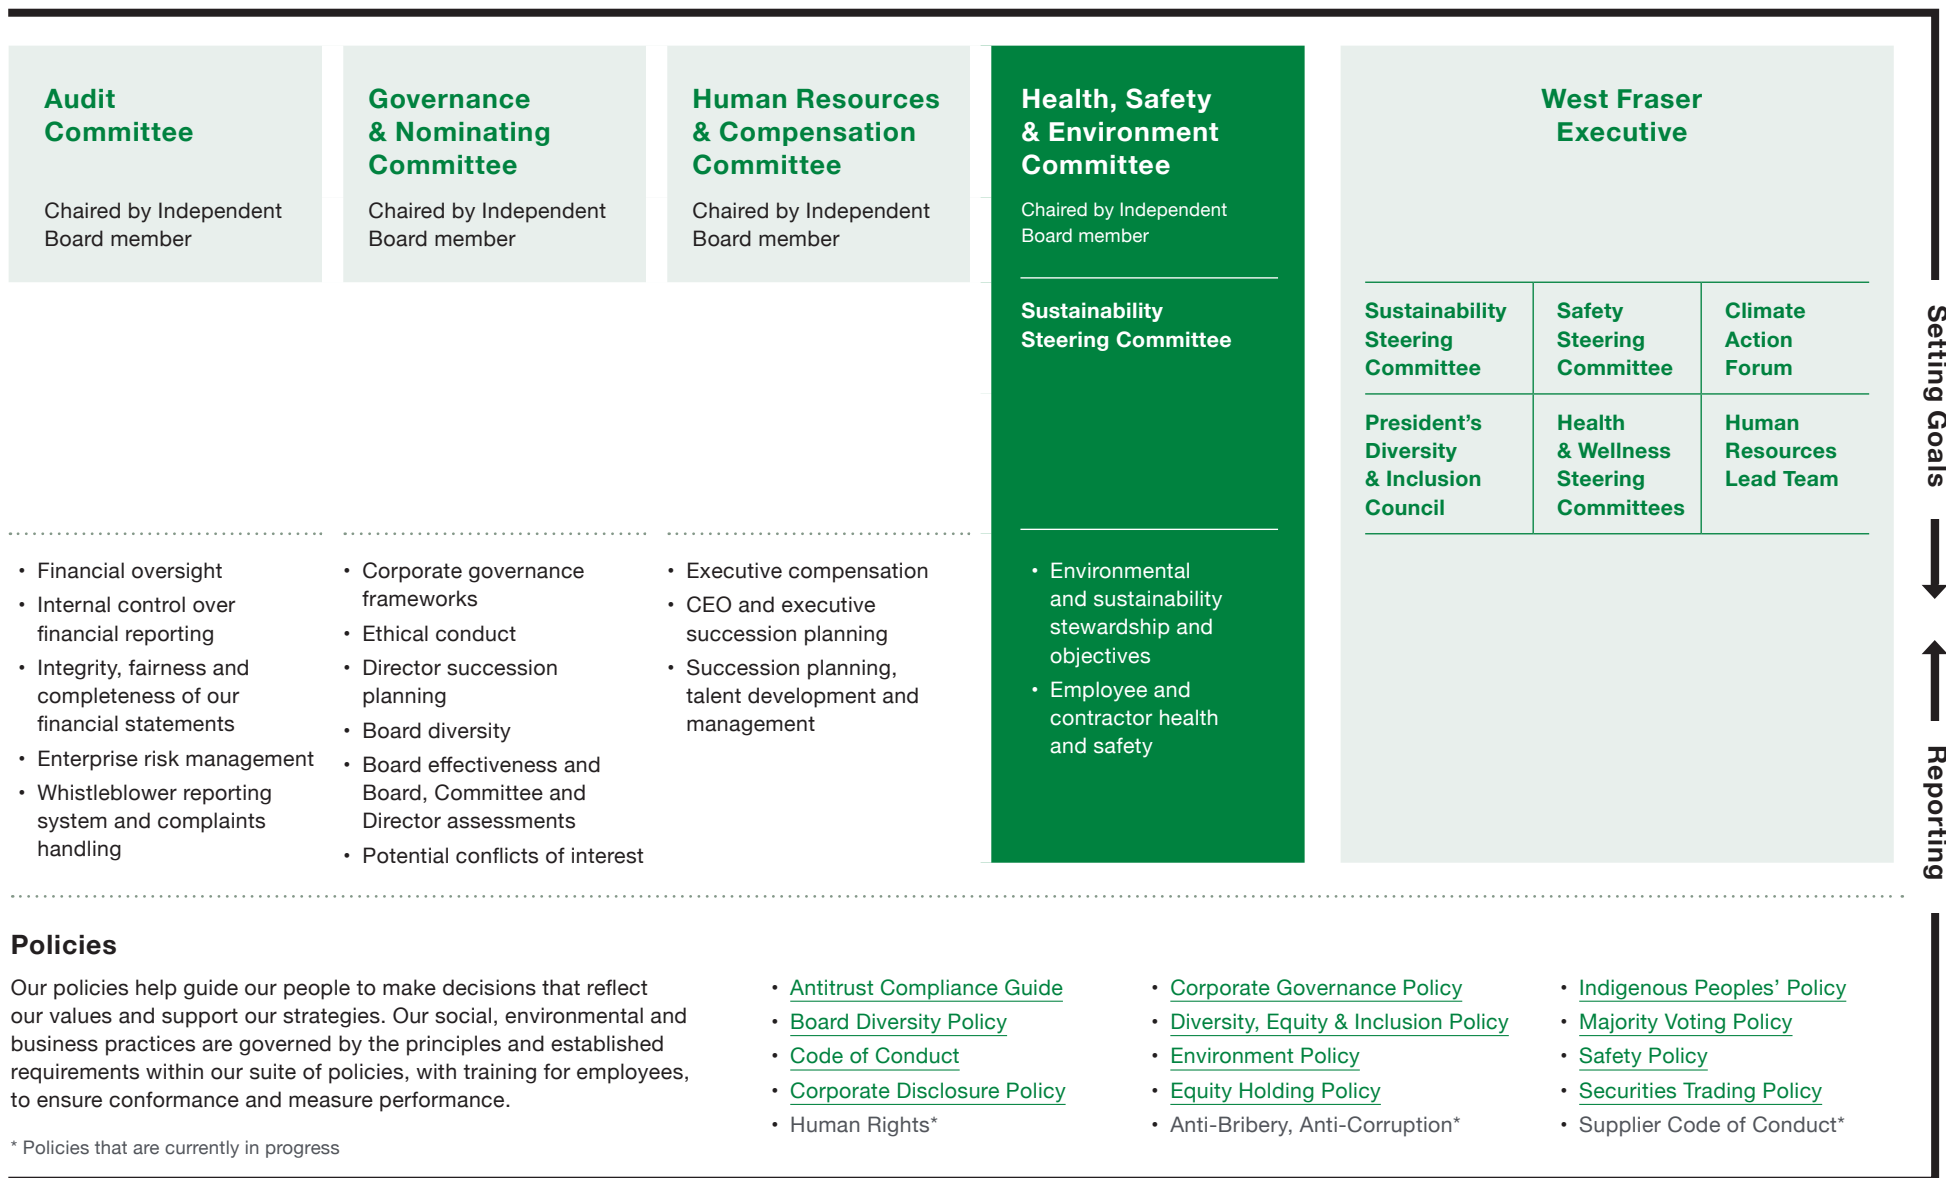 Audit
Committee
Chaired by Independent
Board member
Governance
& Nominating
Committee
Chaired by Independent
Board member
Human Resources
& Compensation
Committee
Chaired by Independent
Board member
Health, Safety
& Environment
Committee
Chaired by Independent
Board member
Sustainability
Steering Committee
West Fraser
Executive
Sustainability
Steering
Committee
Safety
Steering
Committee
Climate
Action
Forum
President’s
Diversity
& Inclusion
Council
Health
& Wellness
Steering
Committees
Human
Resources
Lead Team
• Financial oversight
• Internal control over
financial reporting
• Integrity, fairness and
completeness of our
financial statements
• Enterprise risk management
• Whistleblower reporting
system and complaints
handling
• Corporate governance
frameworks
• Ethical conduct
• Director succession
planning
• Board diversity
• Board effectiveness and
Board, Committee and
Director assessments
• Potential conflicts of interest
• Executive compensation
• CEO and executive
succession planning
• Succession planning,
talent development and
management
• Environmental
and sustainability
stewardship and
objectives
• Employee and
contractor health
and safety
Setting Goals
Reporting
Policies
Our policies help guide our people to make decisions that reflect
our values and support our strategies. Our social, environmental and
business practices are governed by the principles and established
requirements within our suite of policies, with training for employees,
to ensure conformance and measure performance.
* Policies that are currently in progress
• Antitrust Compliance Guide
• Board Diversity Policy
• Code of Conduct
• Corporate Disclosure Policy
• Human Rights*
• Corporate Governance Policy
• Diversity, Equity & Inclusion Policy
• Environment Policy
• Equity Holding Policy
• Anti-Bribery, Anti-Corruption*
• Indigenous Peoples’ Policy
• Majority Voting Policy
• Safety Policy
• Securities Trading Policy
• Supplier Code of Conduct*